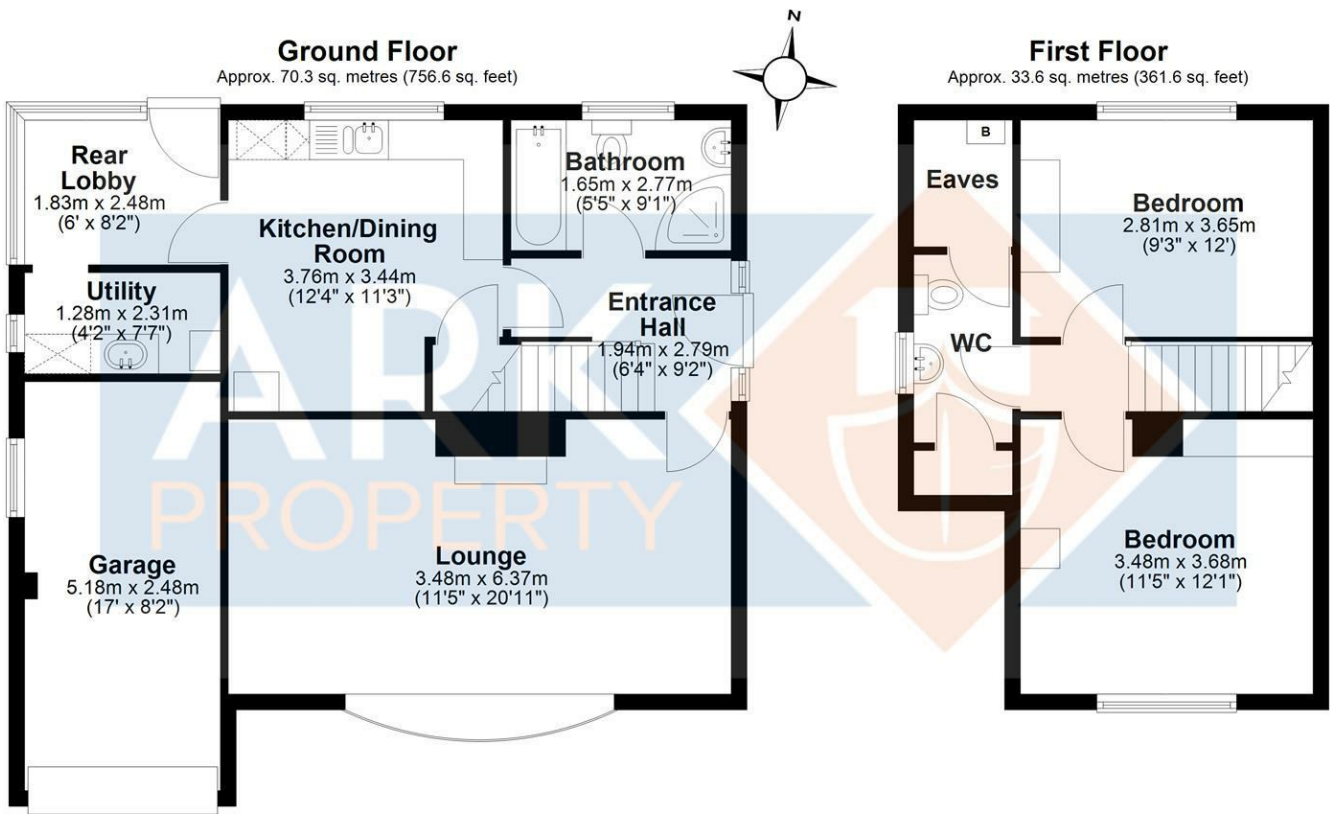 N
Ground Floor
Approx. 70.3 sq. metres (756.6 sq. feet)
Rear
Lobby
1.83m x 2.48m
(6' x 8'2")
Kitchen/Dining
Room
3.76m x 3.44m
(12'4" x 11'3")
Bathroom
1.65m x 2.77m
(5'5" x 9'1")
Utility
1.28m x 2.31m
(4'2" x 7'7")
Entrance
Hall
1.94m x 2.79m
(6'4" x 9'2")
Garage
5.18m x 2.48m
(17' x 8'2")
Lounge
3.48m x 6.37m
(11'5" x 20'11")
First Floor
Approx. 33.6 sq. metres (361.6 sq. feet)
B
Eaves
Bedroom
2.81m x 3.65m
(9'3" x 12')
WC
Bedroom
3.48m x 3.68m
(11'5" x 12'1")
ARK
PROPERTY